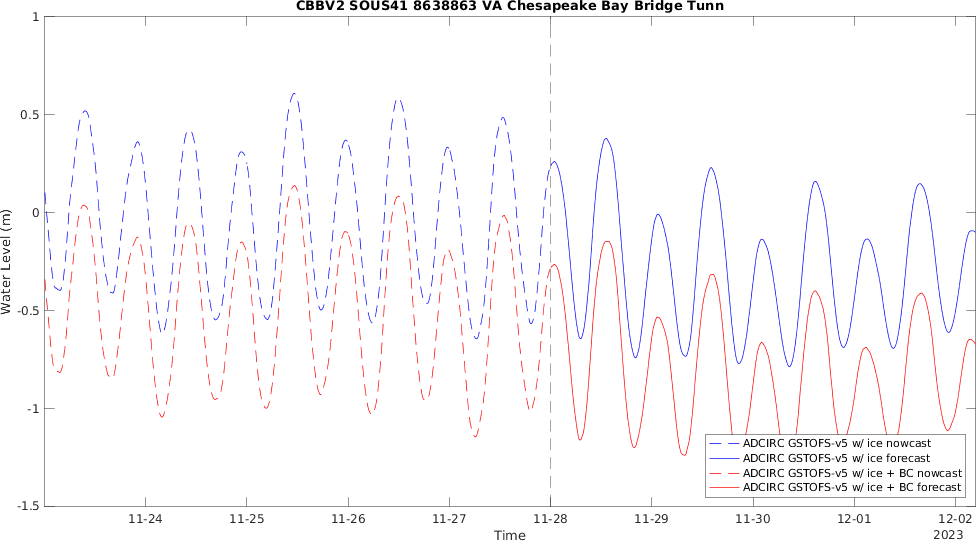 CBBV2 SOUS41 8638863 VA Chesapeake Bay Bridge Tunn
1
0.5
0
-0.5
-1
-1.5
Water Level (m)
ADCIRC GSTOFS-v5 w/ ice nowcast
ADCIRC GSTOFS-v5 w/ ice forecast
ADCIRC GSTOFS-v5 w/ ice + BC nowcast
ADCIRC GSTOFS-v5 w/ ice + BC forecast
11-24 11-25 11-26 11-27 11-28 11-29 11-30 12-01 12-02
Time
2023